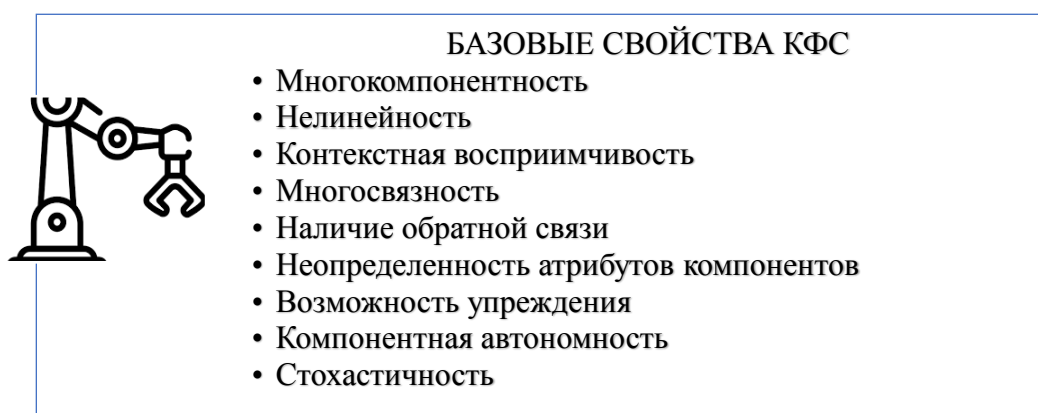 БАЗОВЫЕ СВОЙСТВА КФС
• Многокомпонентность
• Нелинейность
• Контекстная восприимчивость
• Многосвязность
• Наличие обратной связи
• Неопределенность атрибутов компонентов
• Возможность упреждения
• Компонентная автономность
• Стохастичность